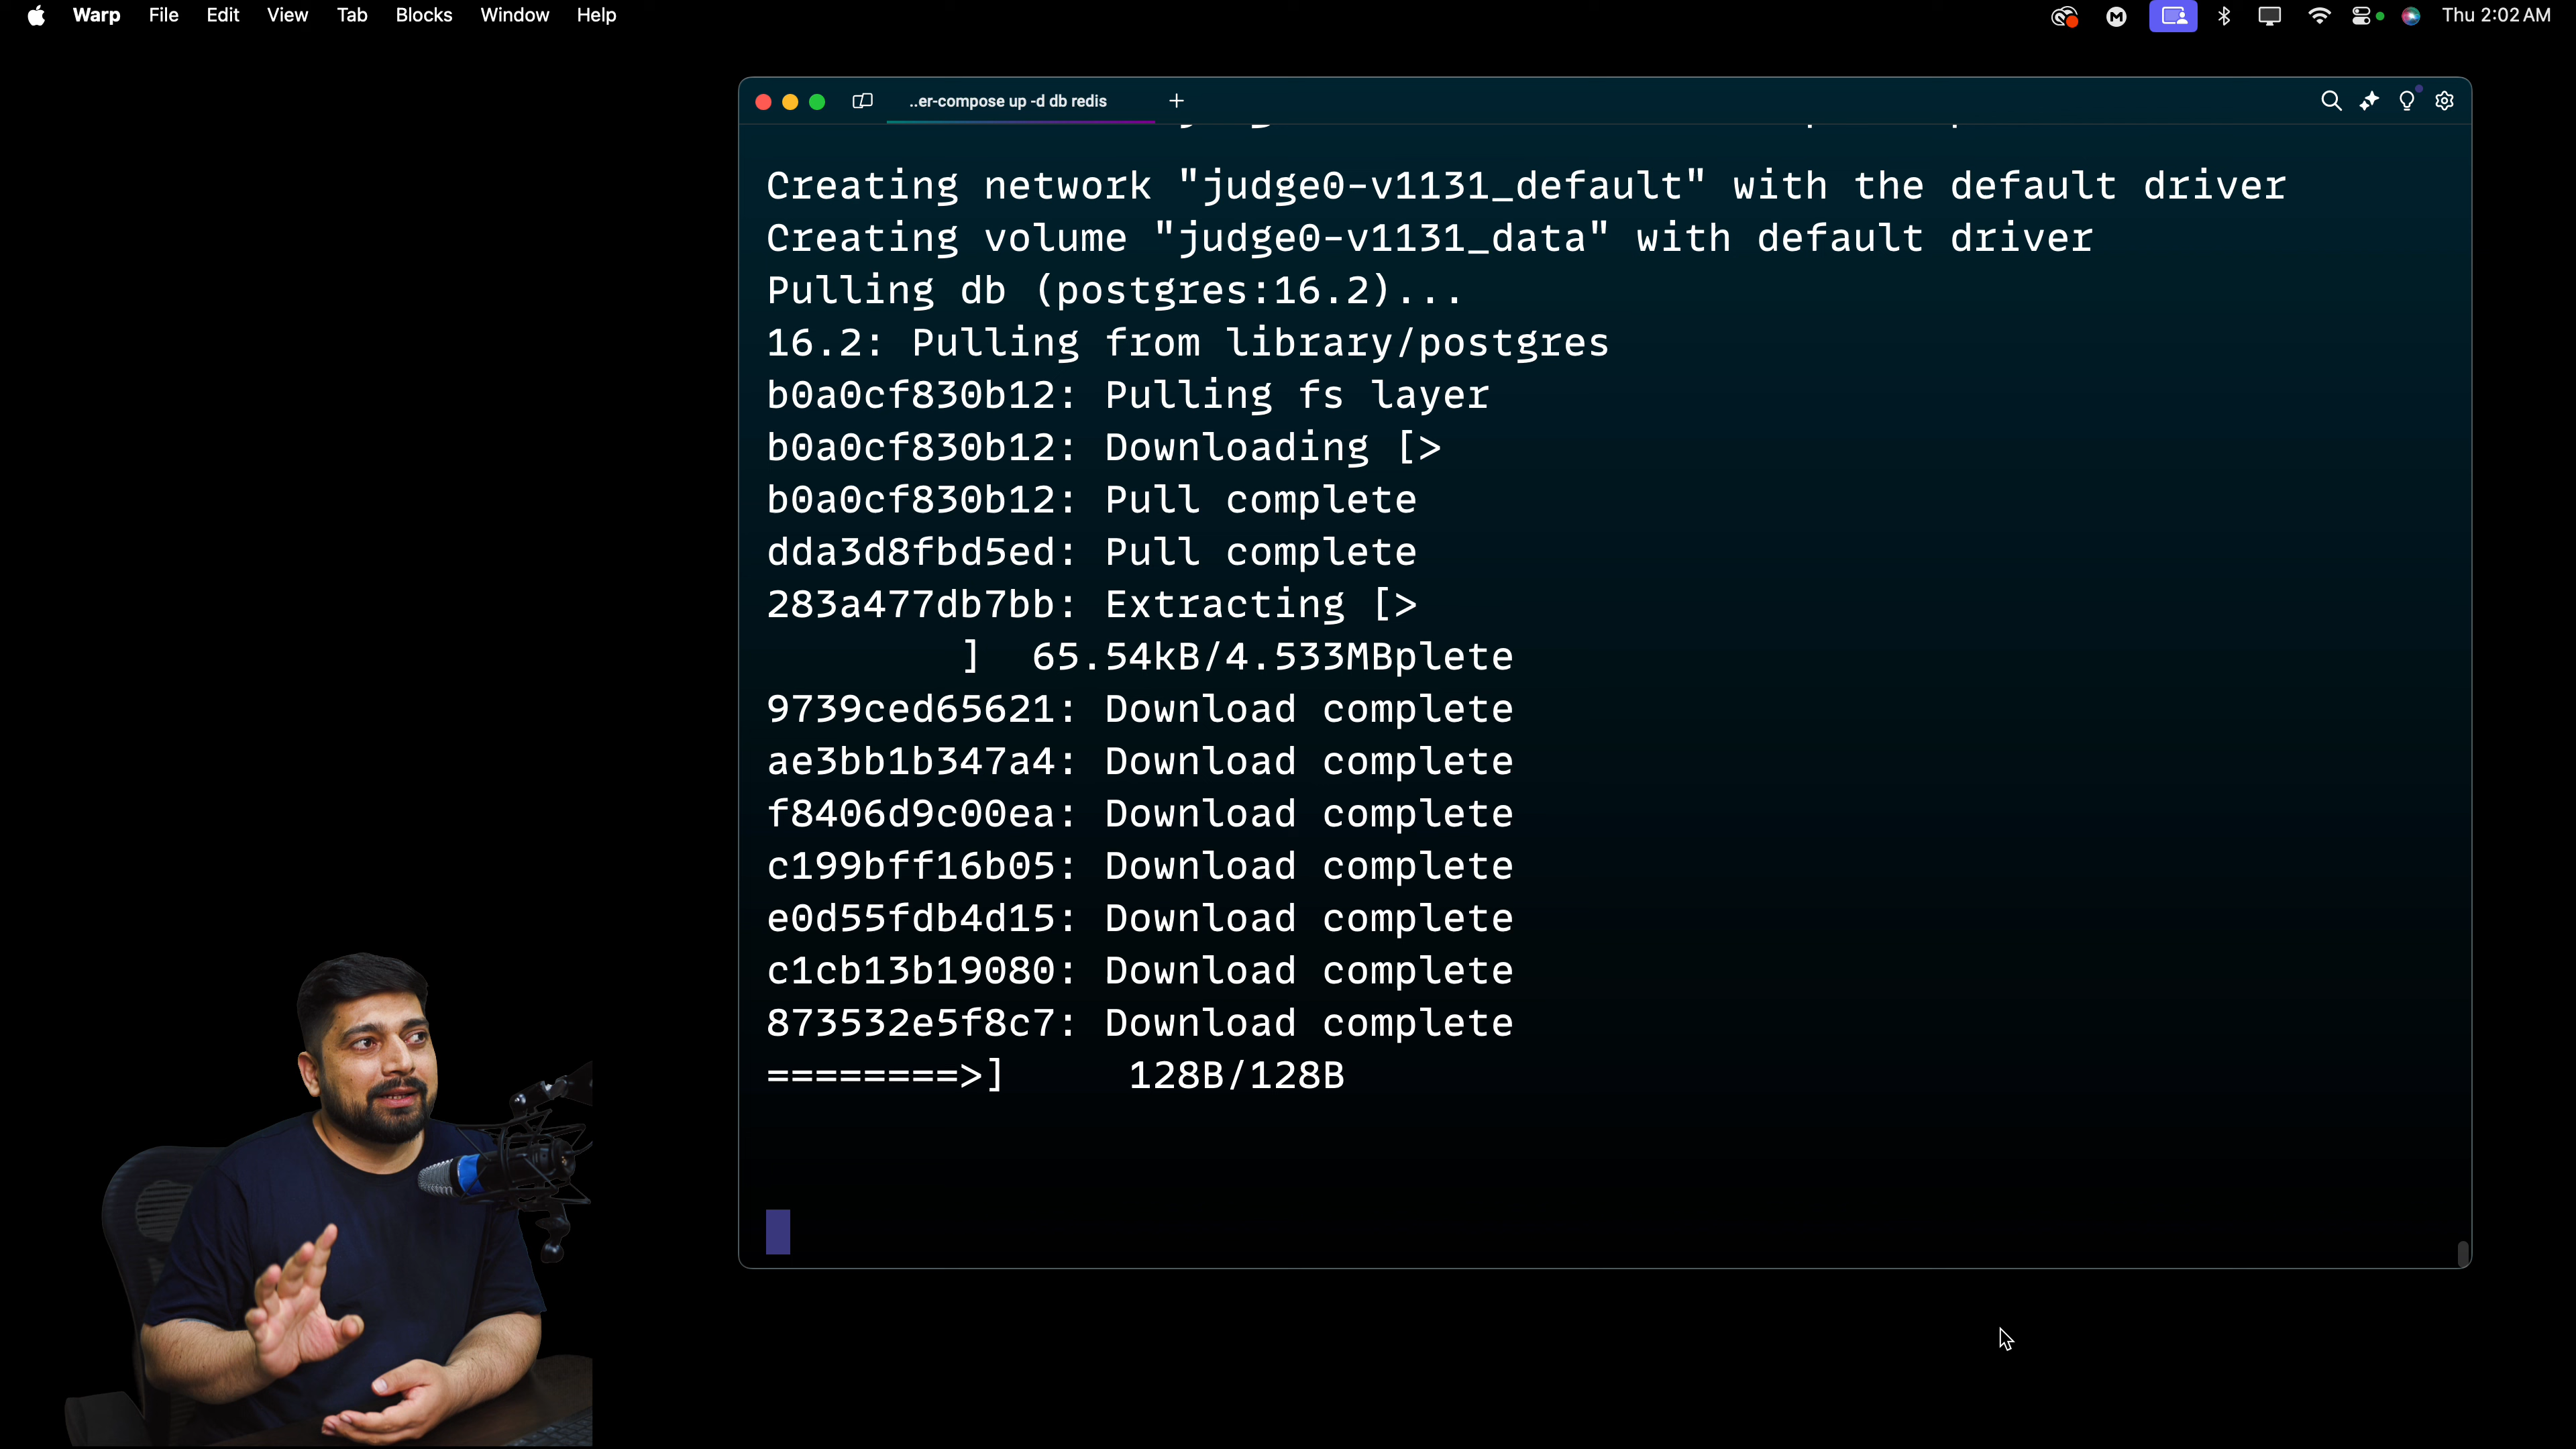 Warp File Edit View Tab Blocks Window Help
Thu 2:02 AM
..er-compose up -d db redis
Creating network "judge0-v1131_default" with the default driver
Creating volume "judge0-v1131_data" with default driver
Pulling db (postgres:16.2)...
16.2: Pulling from library/postgres
b0a0cf830b12: Pulling fs layer
b0a0cf830b12: Downloading [>
b0a0cf830b12: Pull complete
dda3d8fbd5ed: Pull complete
283a477db7bb: Extracting [>
] 65.54kB/4.533MBplete
9739ced65621: Download complete
ae3bb1b347a4: Download complete
f8406d9c00ea: Download complete
c199bff16b05: Download complete
e0d55fdb4d15: Download complete
c1cb13b19080: Download complete
873532e5f8c7: Download complete
========>] 128B/128B